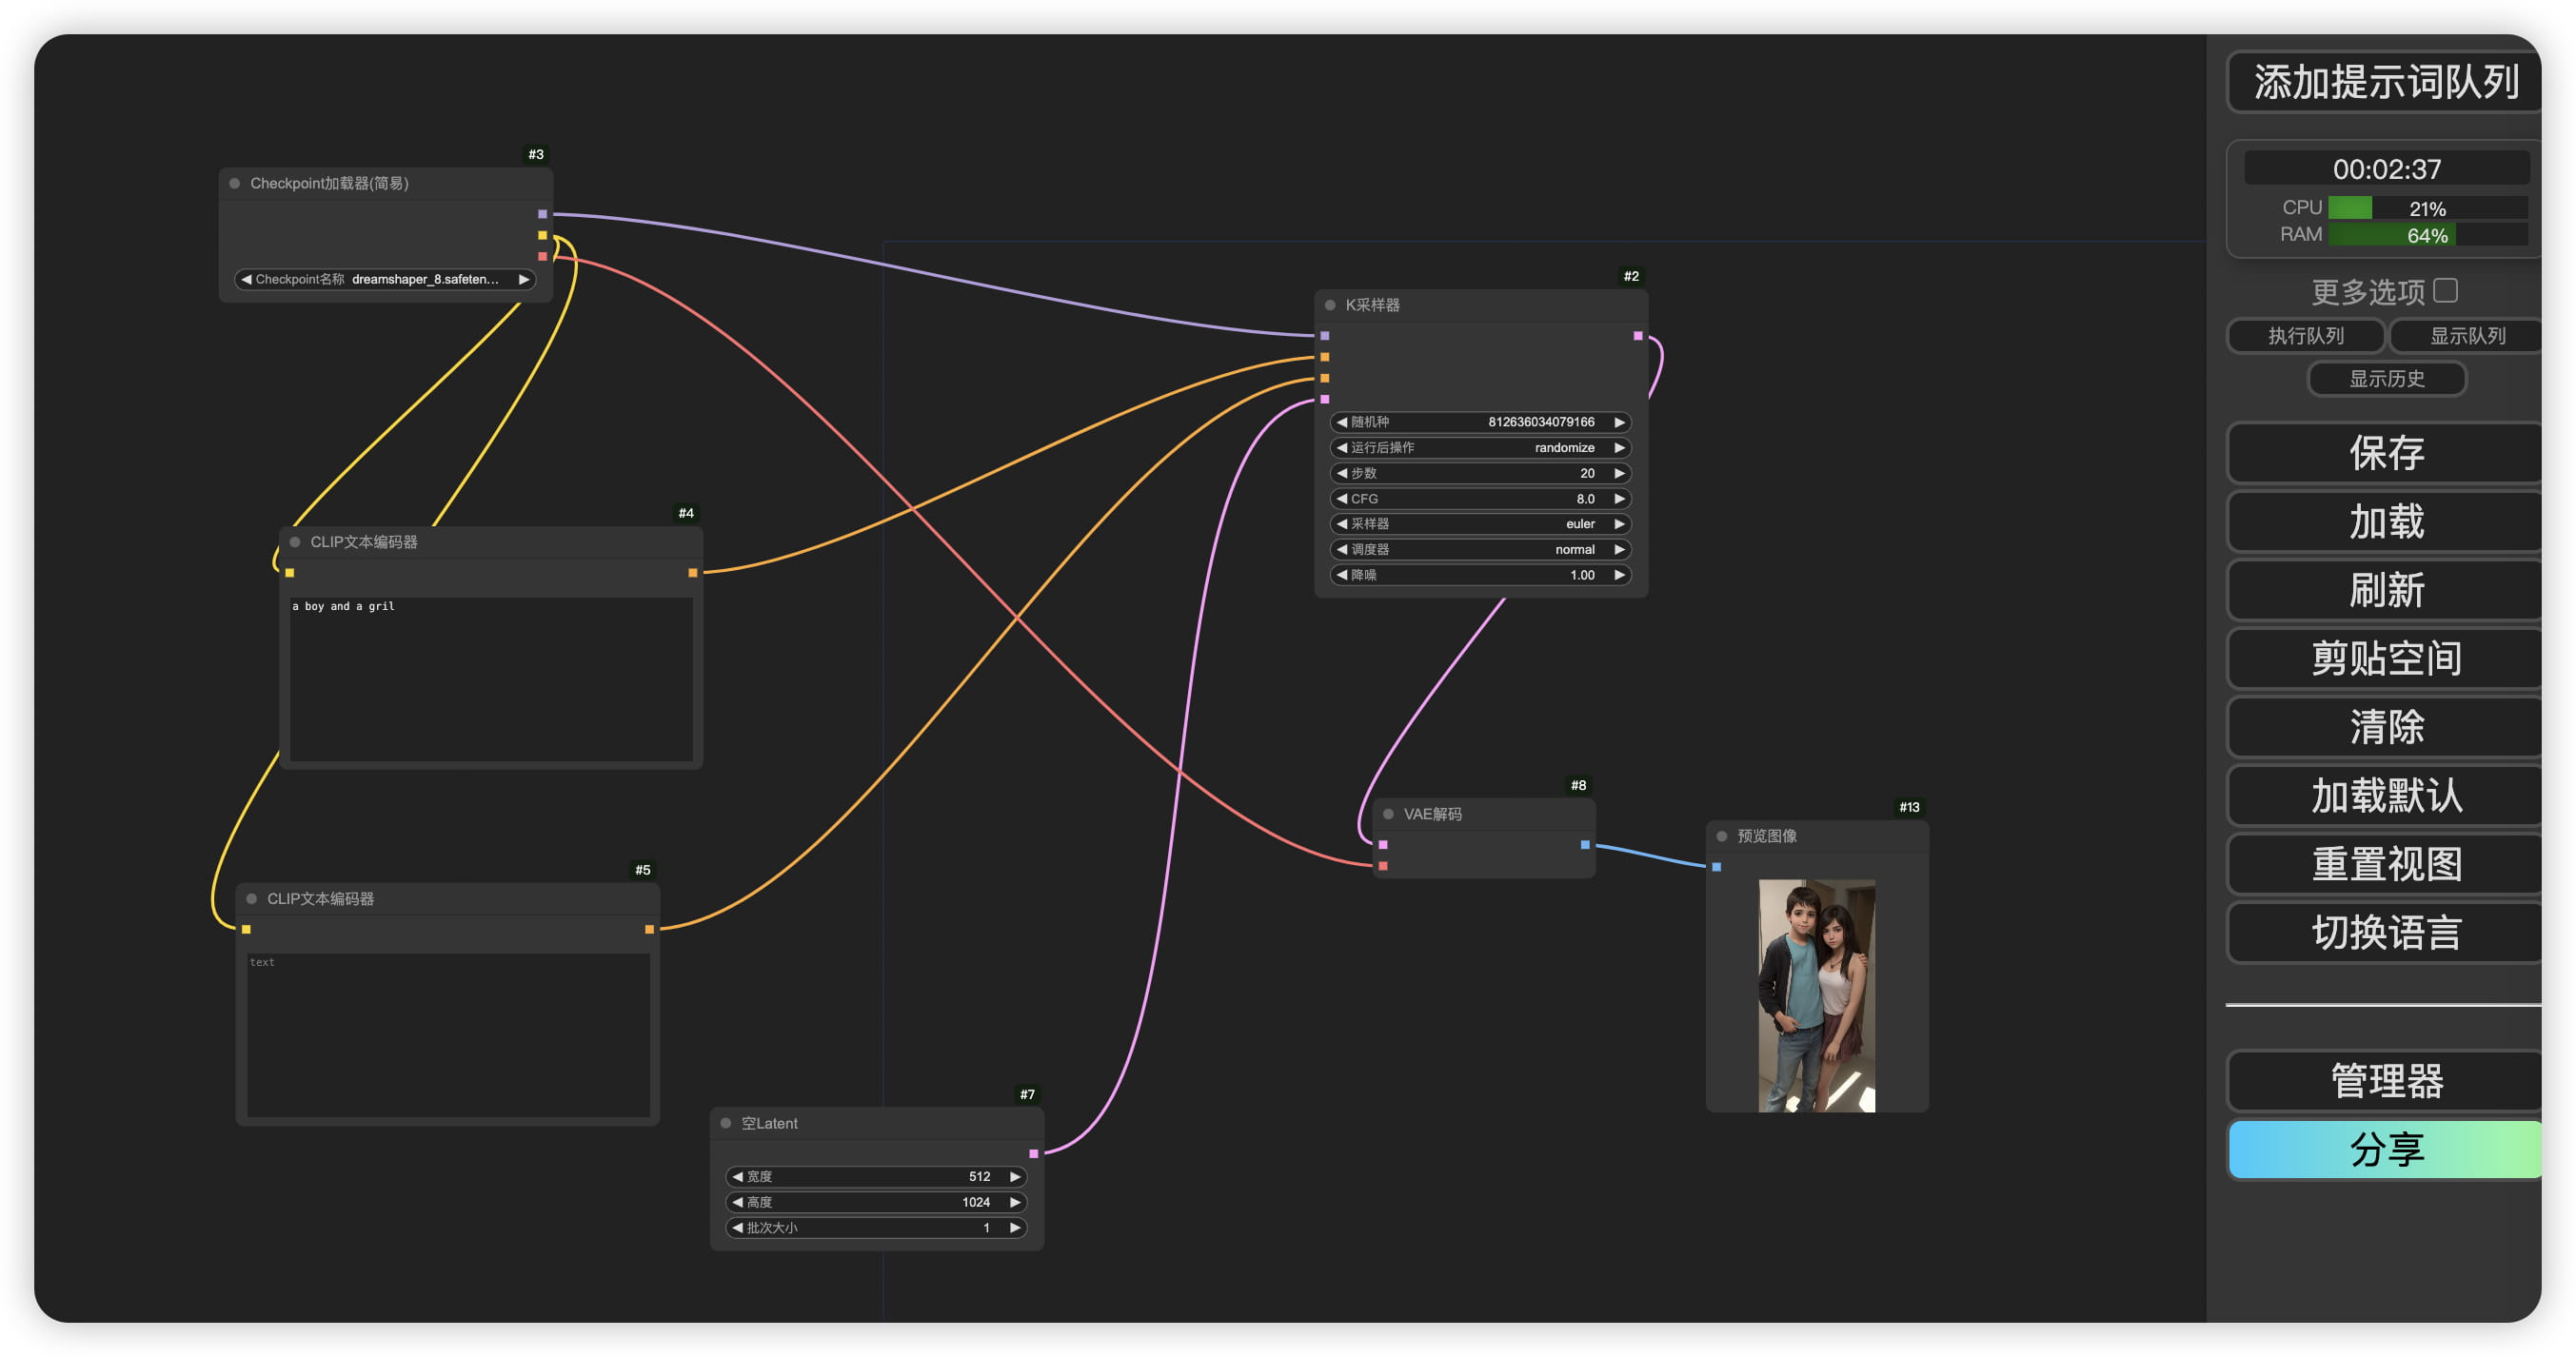 #3
Checkpoint加载器(简易)
Checkpoint名称 dreamshaper_8.safeten...
#4
CLIP文本编码器
a boy and a gril
#5
CLIP文本编码器
text
#7
空Latent
宽度 512
高度 1024
批次大小 1
#2
K采样器
随机种 812636034079166
运行后操作 randomize
步数 20
CFG 8.0
采样器 euler
调度器 normal
降噪 1.00
#8
VAE解码
#13
预览图像
添加提示词队列
00:02:37
CPU 21%
RAM 64%
更多选项
执行队列 显示队列
显示历史
保存
加载
刷新
剪贴空间
清除
加载默认
重置视图
切换语言
管理器
分享